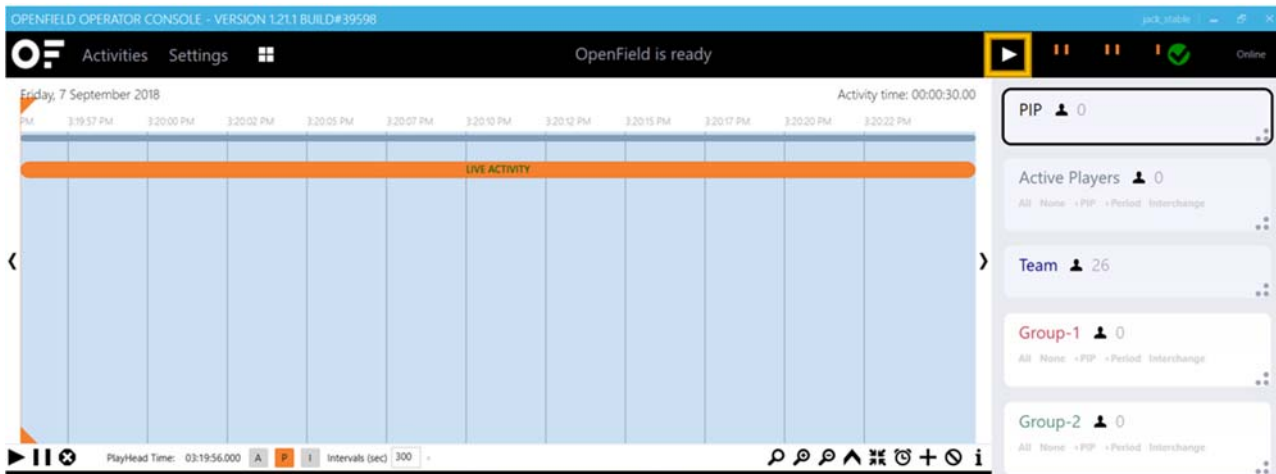 OPENFIELD OPERATOR CONSOLE - VERSION 1.21.1 BUILD#39598 jack_stable
OF Activities Settings OpenField is ready Online
Friday, 7 September 2018 Activity time: 00:00:30.00
PM 3:19:57 PM 3:20:00 PM 3:20:02 PM 3:20:05 PM 3:20:07 PM 3:20:10 PM 3:20:12 PM 3:20:15 PM 3:20:17 PM 3:20:20 PM 3:20:22 PM
LIVE ACTIVITY
PIP 0
Active Players 0
All None +PIP +Period Interchange
Team 26
Group-1 0
All None +PIP +Period Interchange
Group-2 0
All None +PIP +Period Interchange
PlayHead Time: 03:19:56.000 A P I Intervals (sec) 300